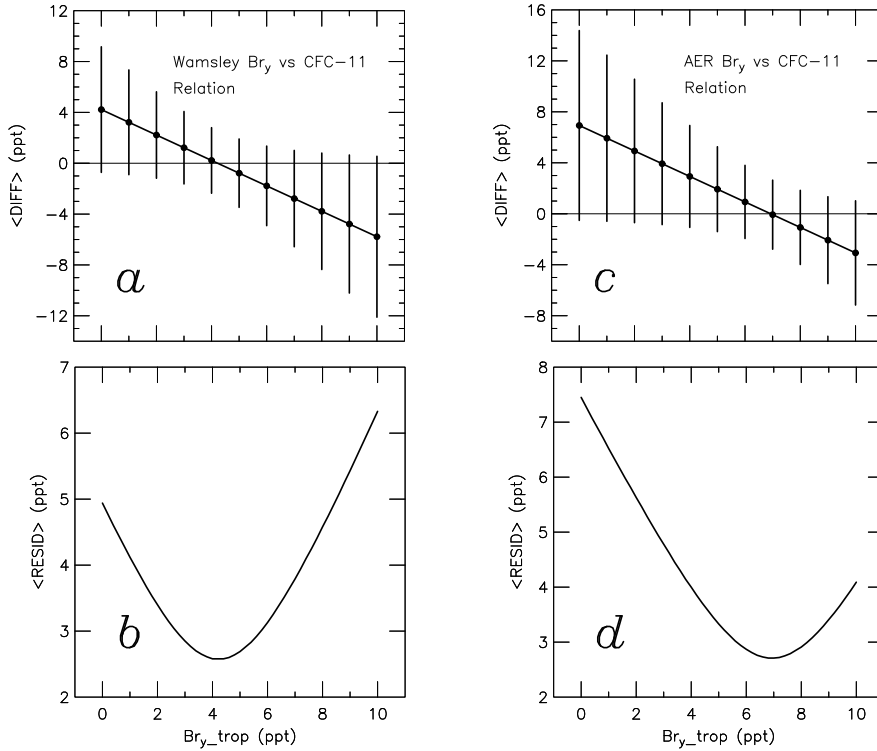 12
8
4
0
−4
−8
−12
<DIFF> (ppt)
Wamsley Bry vs CFC−11
Relation
a
16
12
8
4
0
−4
−8
<DIFF> (ppt)
AER Bry vs CFC−11
Relation
c
7
6
5
4
3
2
<RESID> (ppt)
b
0 2 4 6 8 10
Bry_trop (ppt)
8
7
6
5
4
3
2
<RESID> (ppt)
d
0 2 4 6 8 10
Bry_trop (ppt)